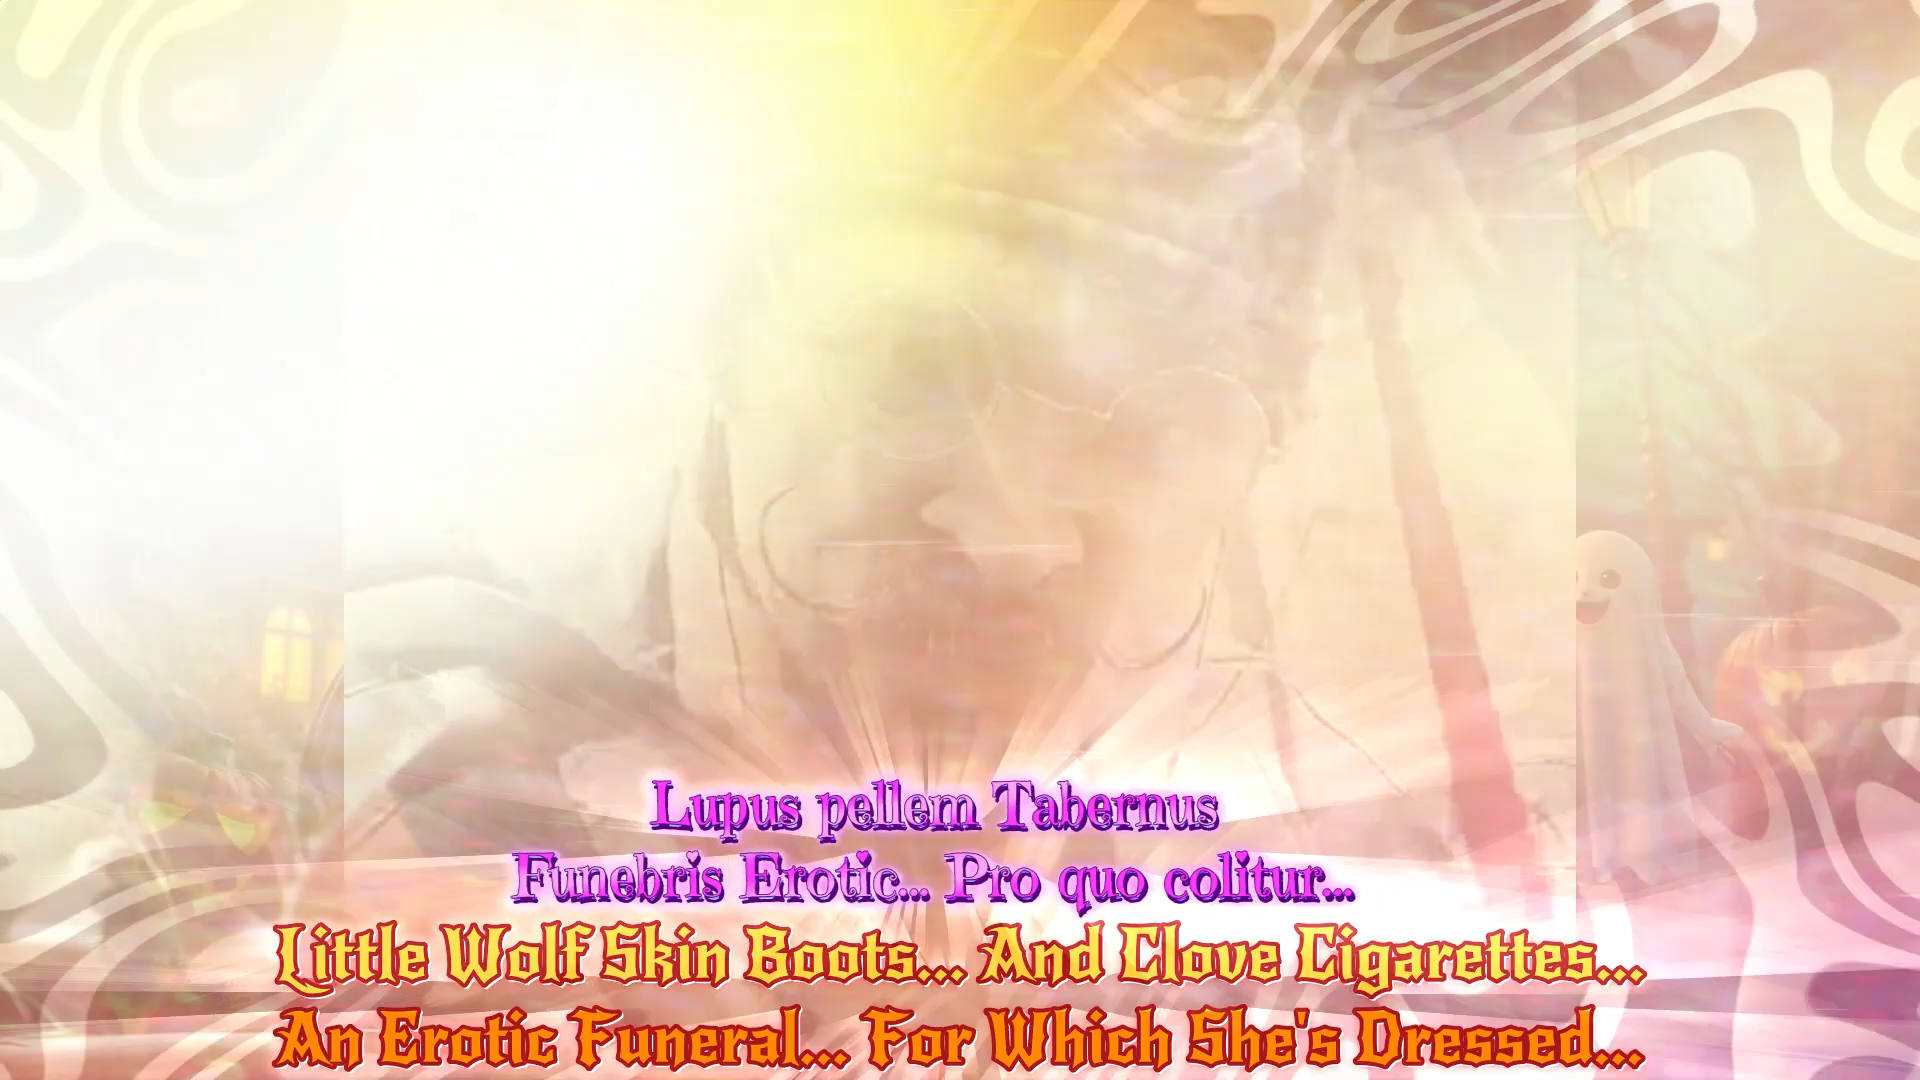 Lupus pellem Tabernus
Funebris Erotic... Pro quo colitur...
Little Wolf Skin Boots... And Clove Cigarettes...
An Erotic Funeral... For Which She's Dressed...